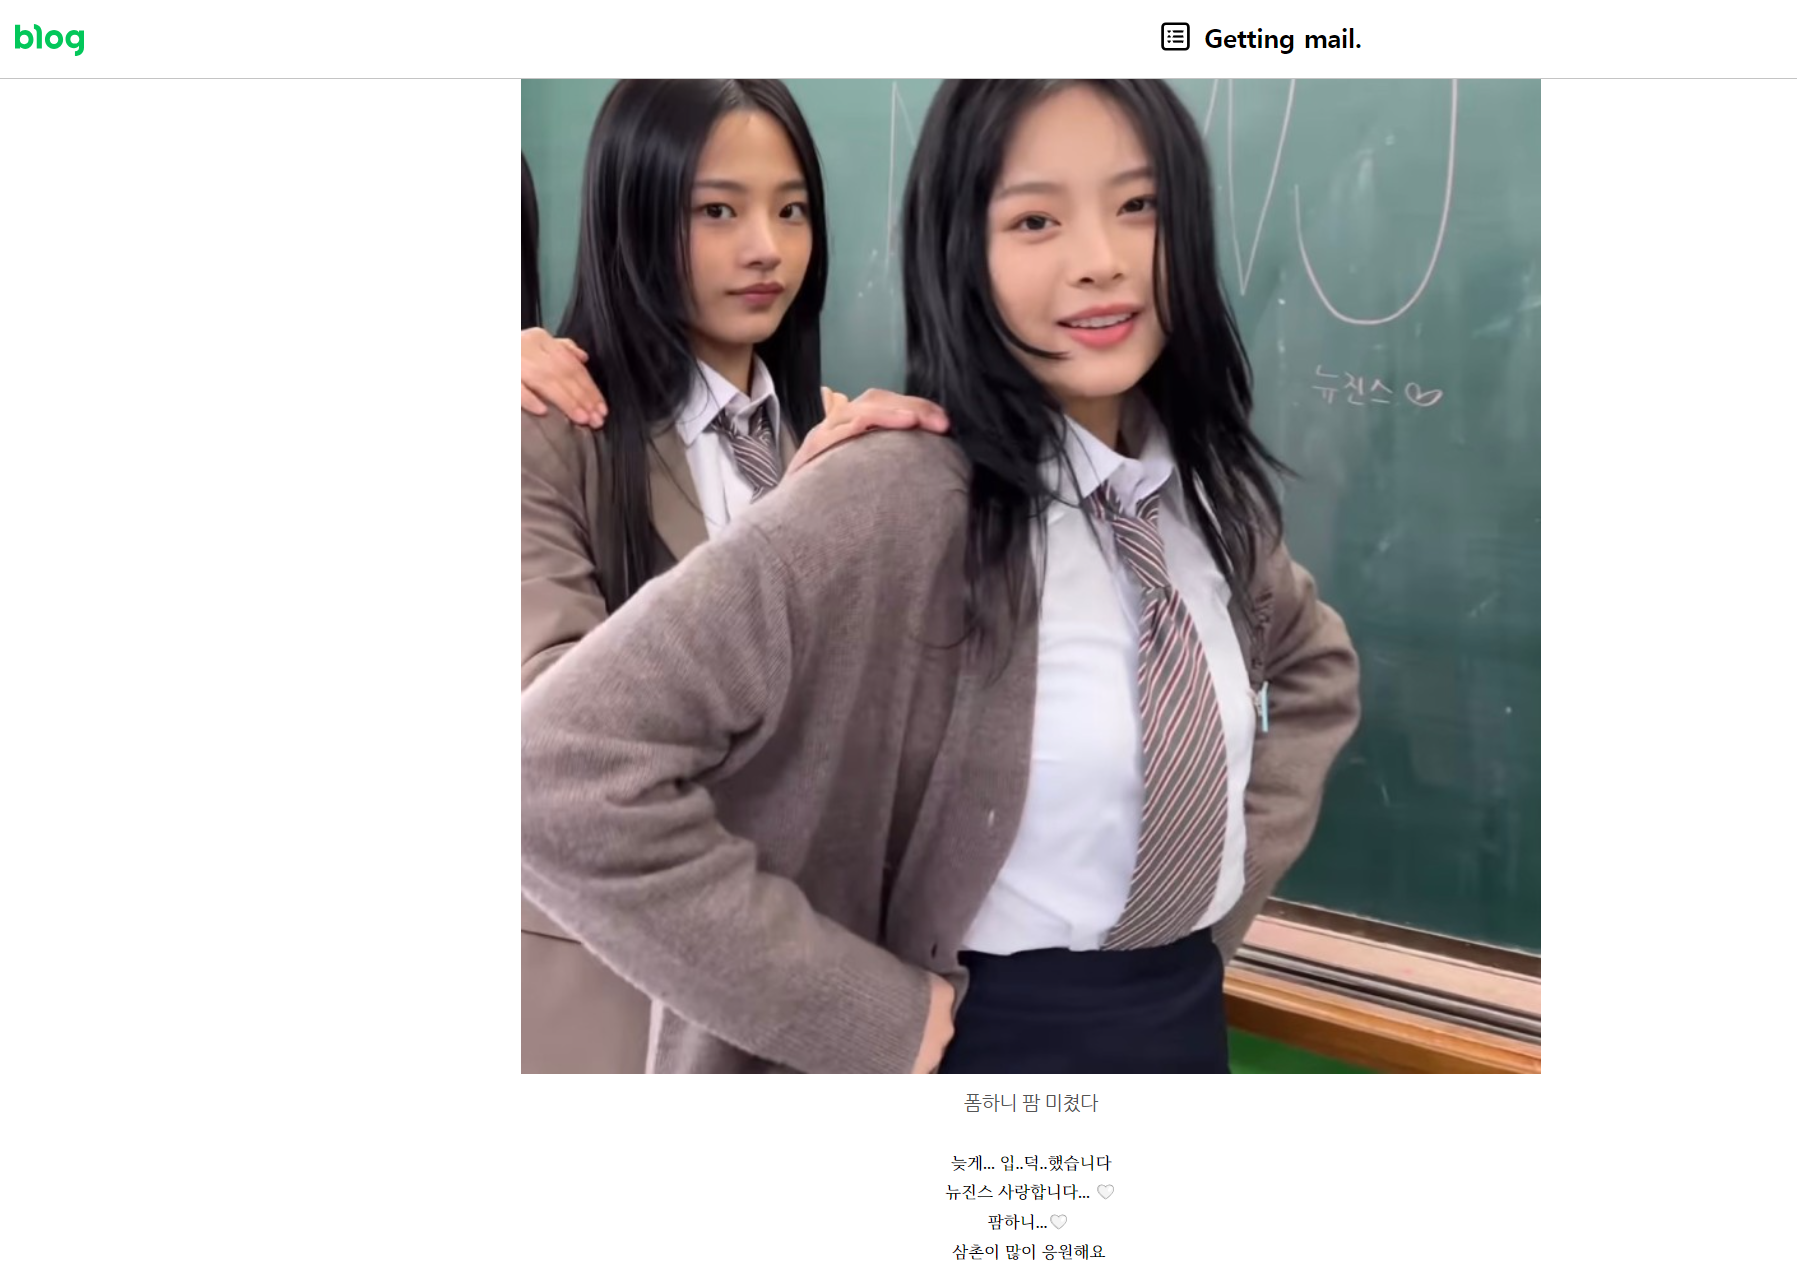 blog
Getting mail.
뉴진스 ♡
폼하니 팜 미쳤다
늦게... 입..덕..했습니다
뉴진스 사랑합니다... 🤍
팜하니...🤍
삼촌이 많이 응원해요